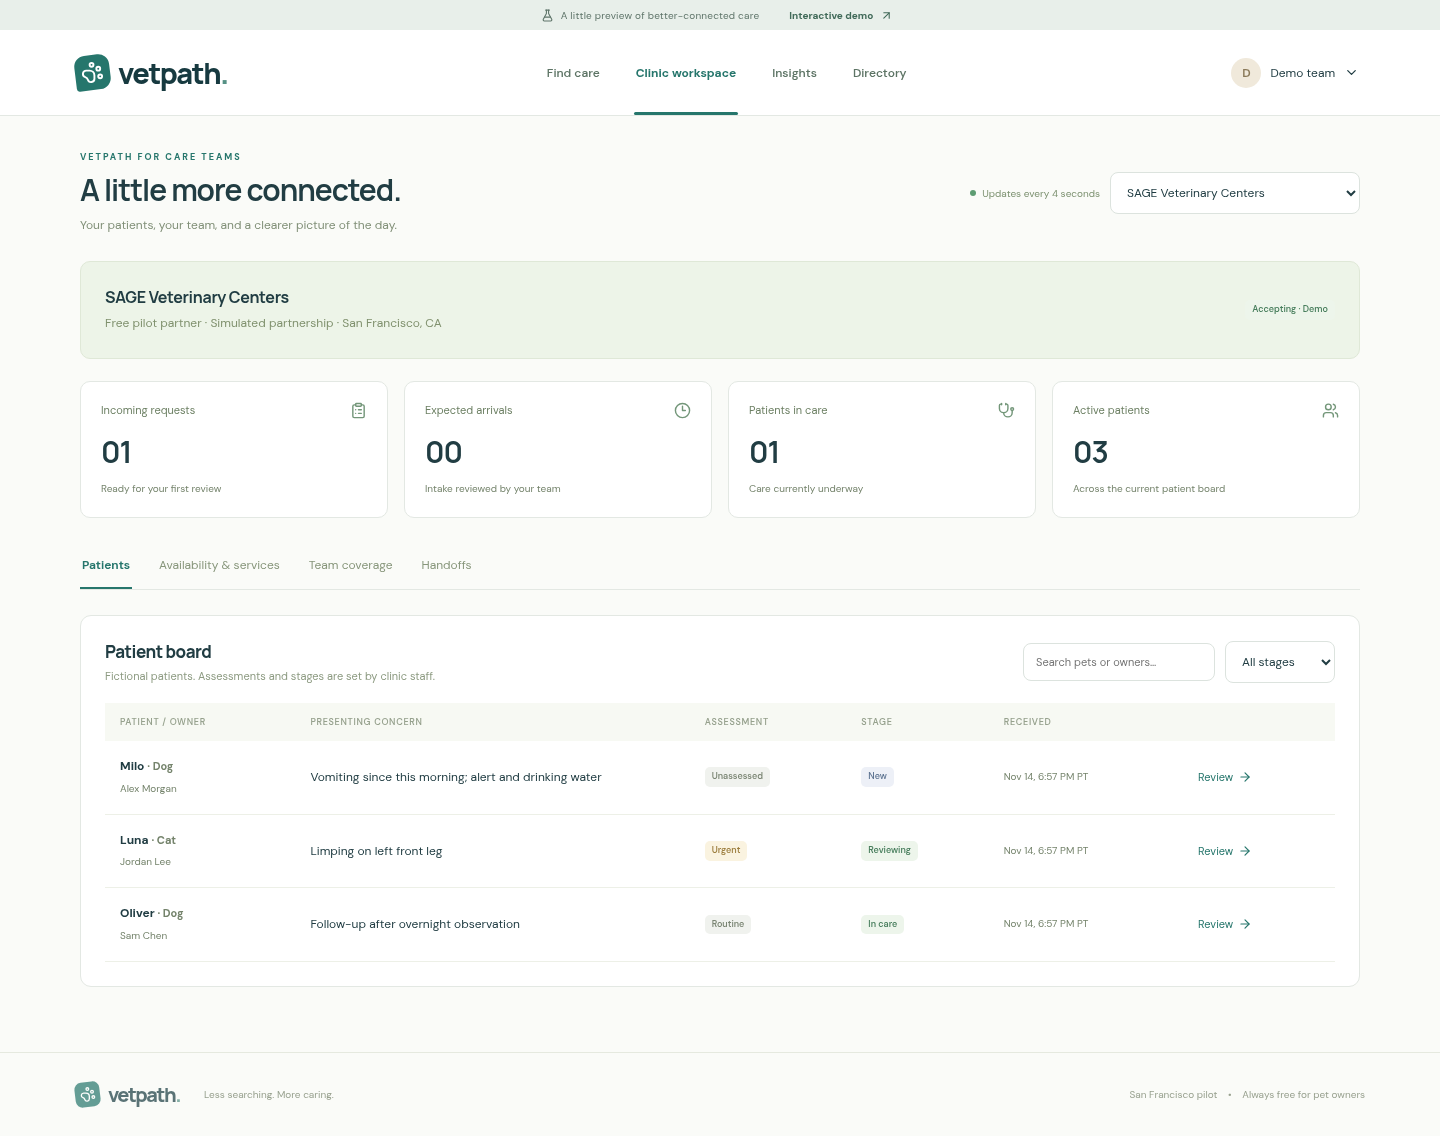 A little preview of better-connected care Interactive demo
vetpath.
Find care Clinic workspace Insights Directory
D Demo team
VETPATH FOR CARE TEAMS
A little more connected.
Your patients, your team, and a clearer picture of the day.
Updates every 4 seconds
SAGE Veterinary Centers
SAGE Veterinary Centers
Free pilot partner · Simulated partnership · San Francisco, CA
Accepting · Demo
Incoming requests
01
Ready for your first review
Expected arrivals
00
Intake reviewed by your team
Patients in care
01
Care currently underway
Active patients
03
Across the current patient board
Patients Availability & services Team coverage Handoffs
Patient board
Fictional patients. Assessments and stages are set by clinic staff.
Search pets or owners...
All stages
PATIENT / OWNER PRESENTING CONCERN ASSESSMENT STAGE RECEIVED
Milo · Dog
Alex Morgan
Vomiting since this morning; alert and drinking water
Unassessed
New
Nov 14, 6:57 PM PT
Review
Luna · Cat
Jordan Lee
Limping on left front leg
Urgent
Reviewing
Nov 14, 6:57 PM PT
Review
Oliver · Dog
Sam Chen
Follow-up after overnight observation
Routine
In care
Nov 14, 6:57 PM PT
Review
vetpath.
Less searching. More caring.
San Francisco pilot • Always free for pet owners